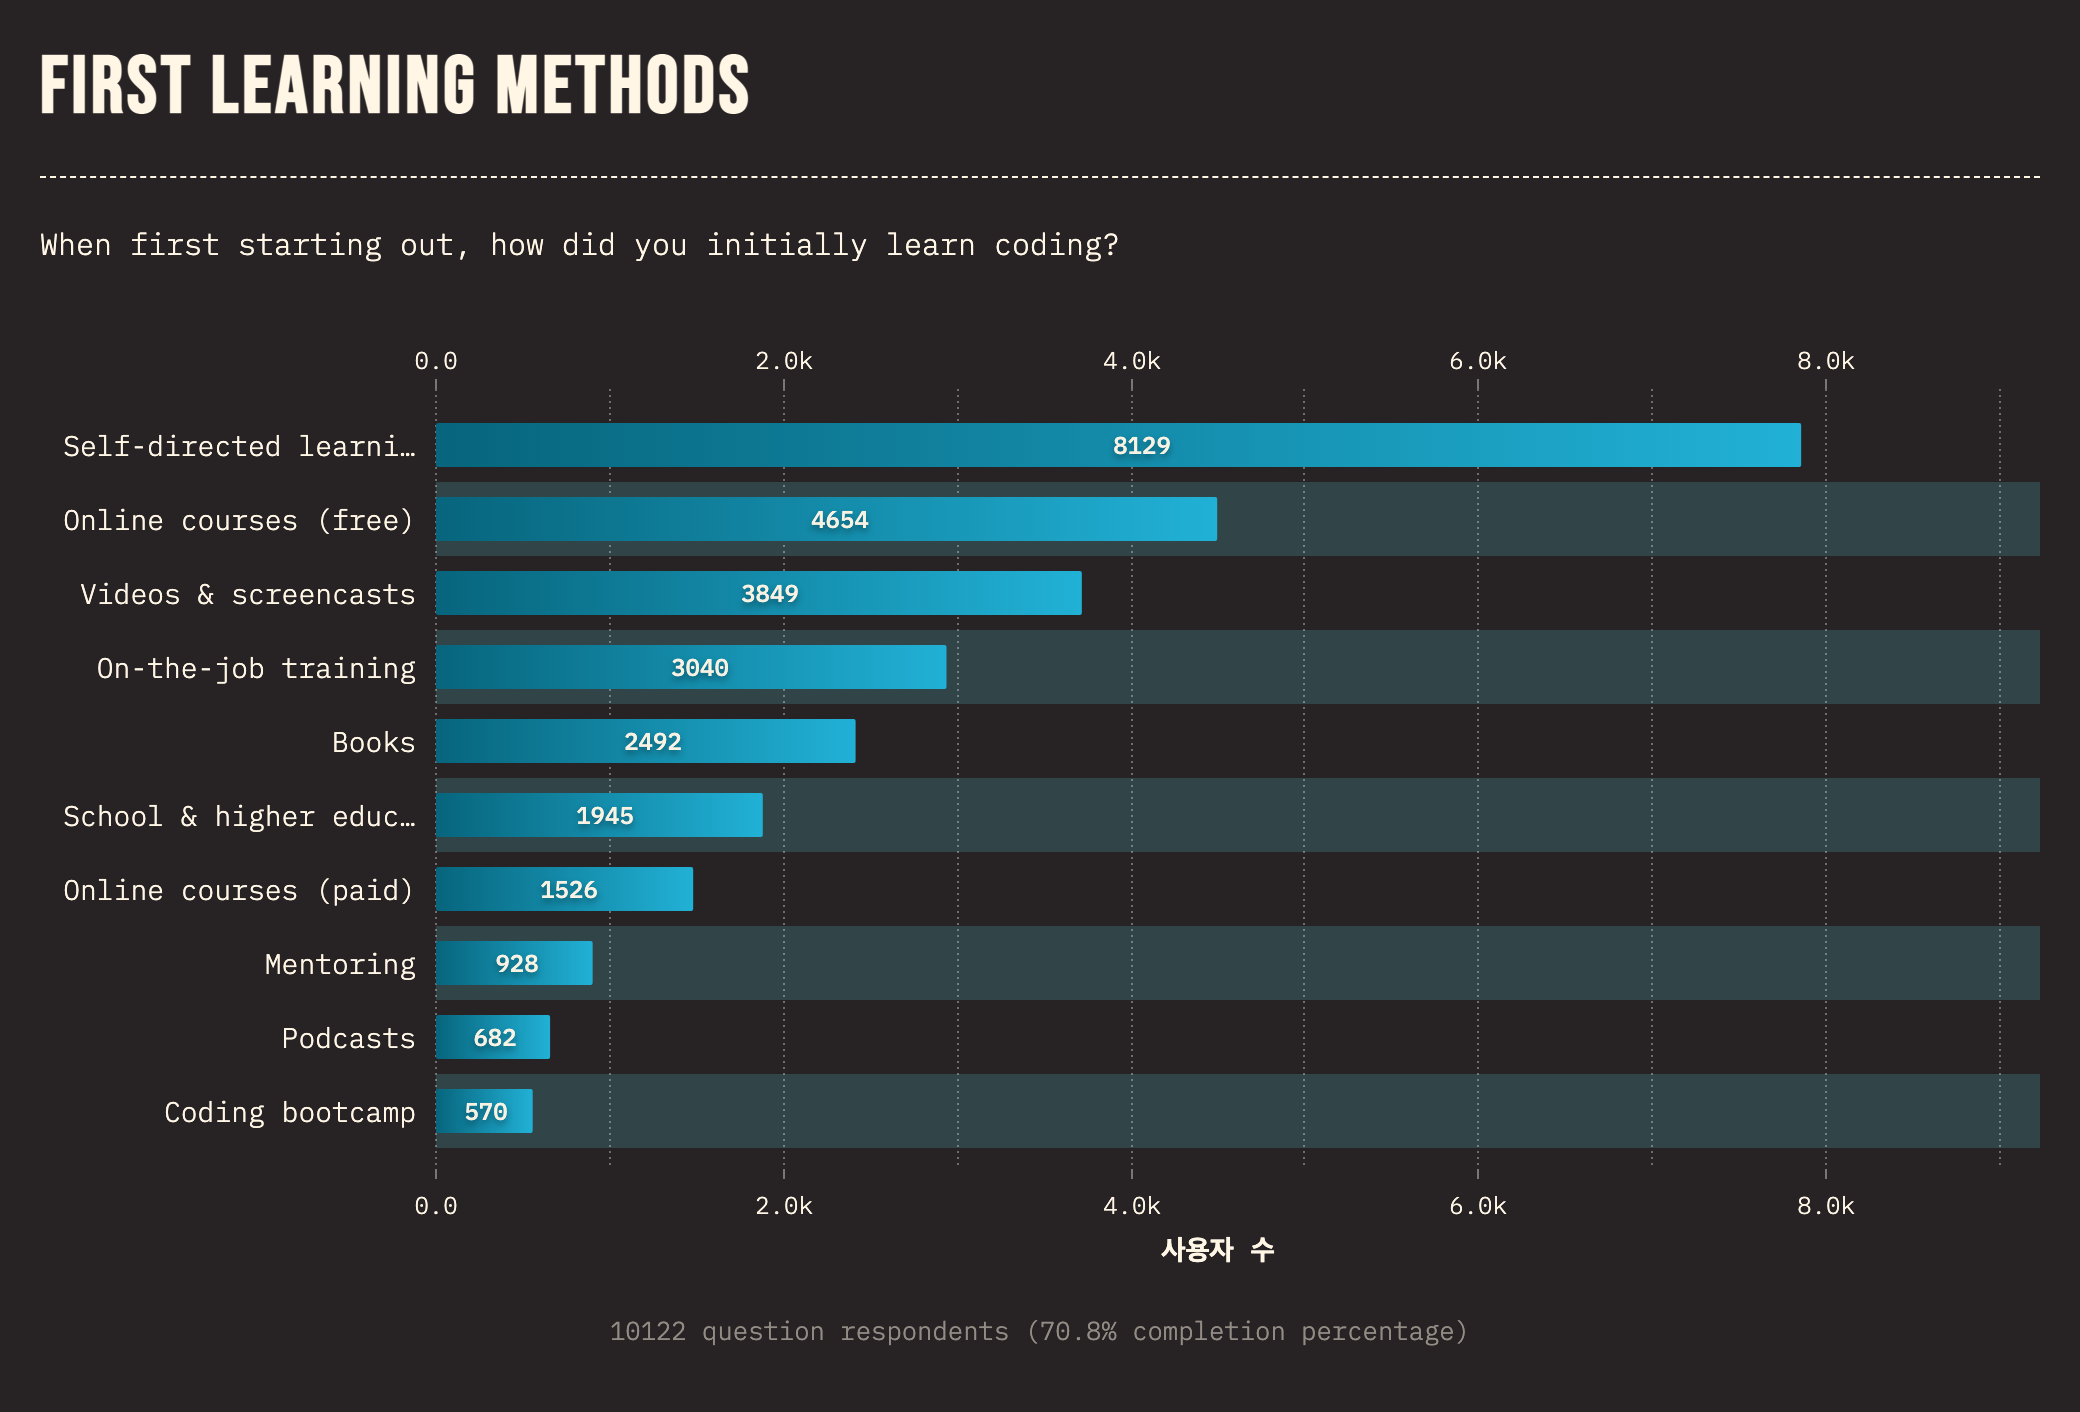 FIRST LEARNING METHODS
When first starting out, how did you initially learn coding?
0.0 2.0k 4.0k 6.0k 8.0k
Self-directed learni… 8129
Online courses (free) 4654
Videos & screencasts 3849
On-the-job training 3040
Books 2492
School & higher educ… 1945
Online courses (paid) 1526
Mentoring 928
Podcasts 682
Coding bootcamp 570
0.0 2.0k 4.0k 6.0k 8.0k
사용자 수
10122 question respondents (70.8% completion percentage)